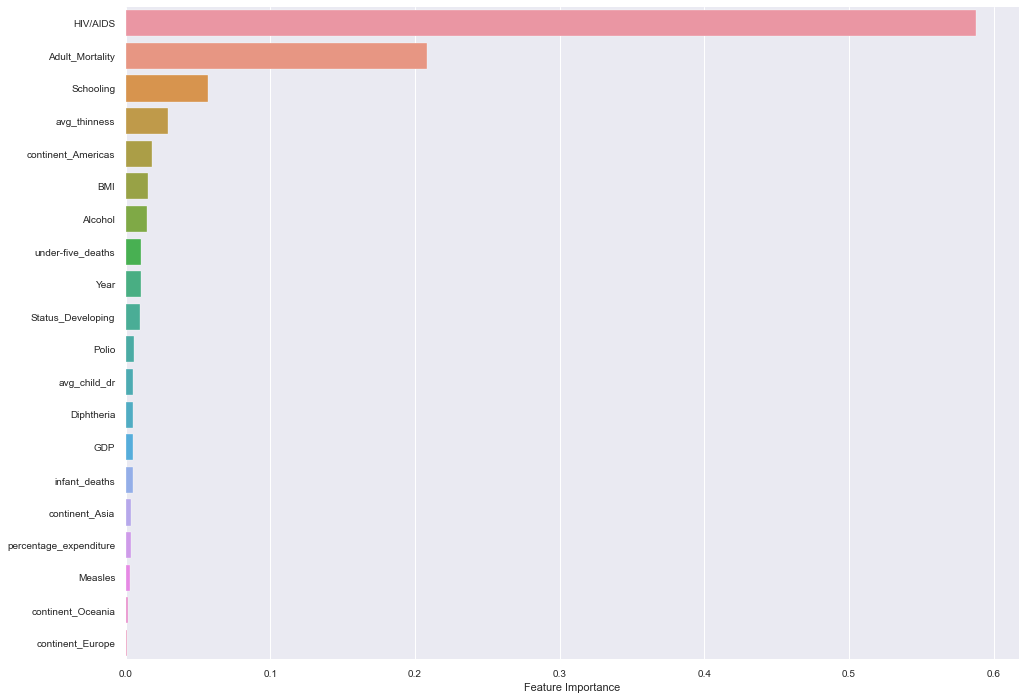 HIV/AIDS
Adult_Mortality
Schooling
avg_thinness
continent_Americas
BMI
Alcohol
under-five_deaths
Year
Status_Developing
Polio
avg_child_dr
Diphtheria
GDP
infant_deaths
continent_Asia
percentage_expenditure
Measles
continent_Oceania
continent_Europe
0.0 0.1 0.2 0.3 0.4 0.5 0.6
Feature Importance